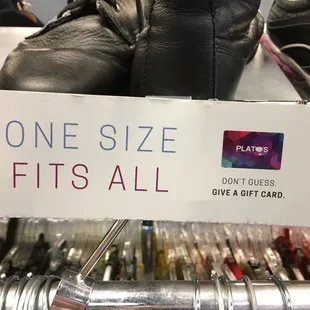 ONE SIZE
FITS ALL
PLATO'S
DON'T GUESS.
GIVE A GIFT CARD.